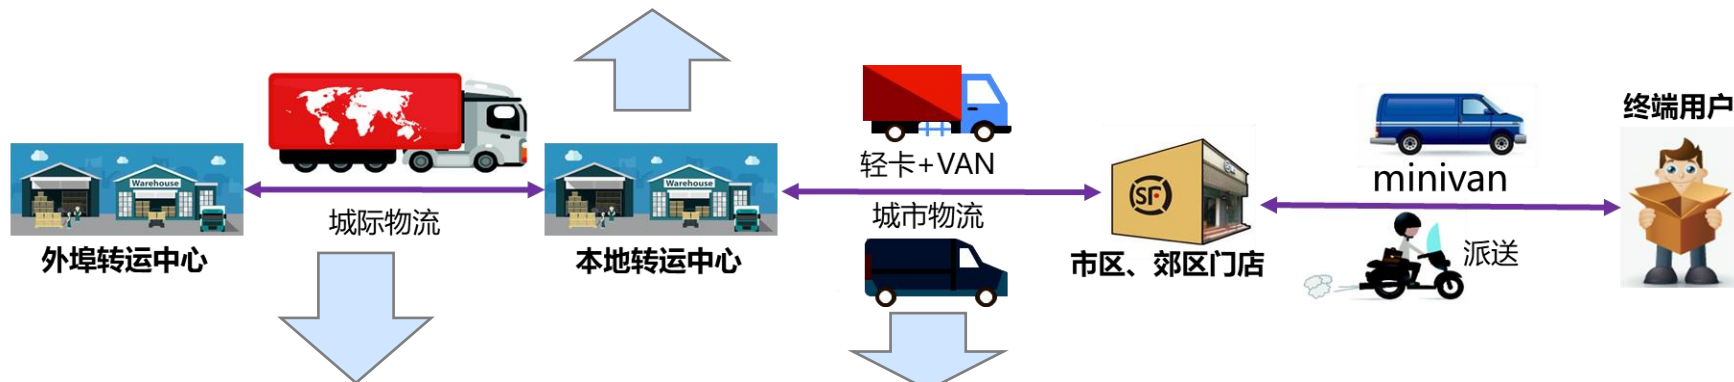 Warehouse
外埠转运中心
城际物流
Warehouse
本地转运中心
轻卡+VAN
城市物流
SF
市区、郊区门店
minivan
派送
终端用户